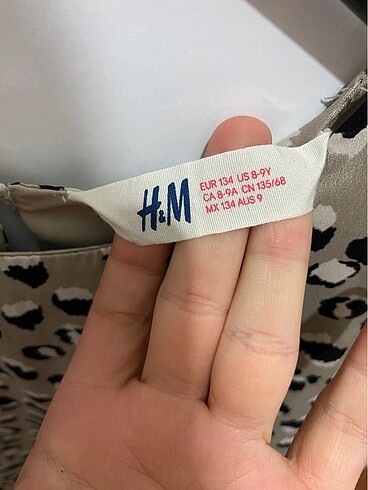 H&M
EUR 134 US 8-9Y
CA 8-9A CN 135/68
MX 134 AUS 9